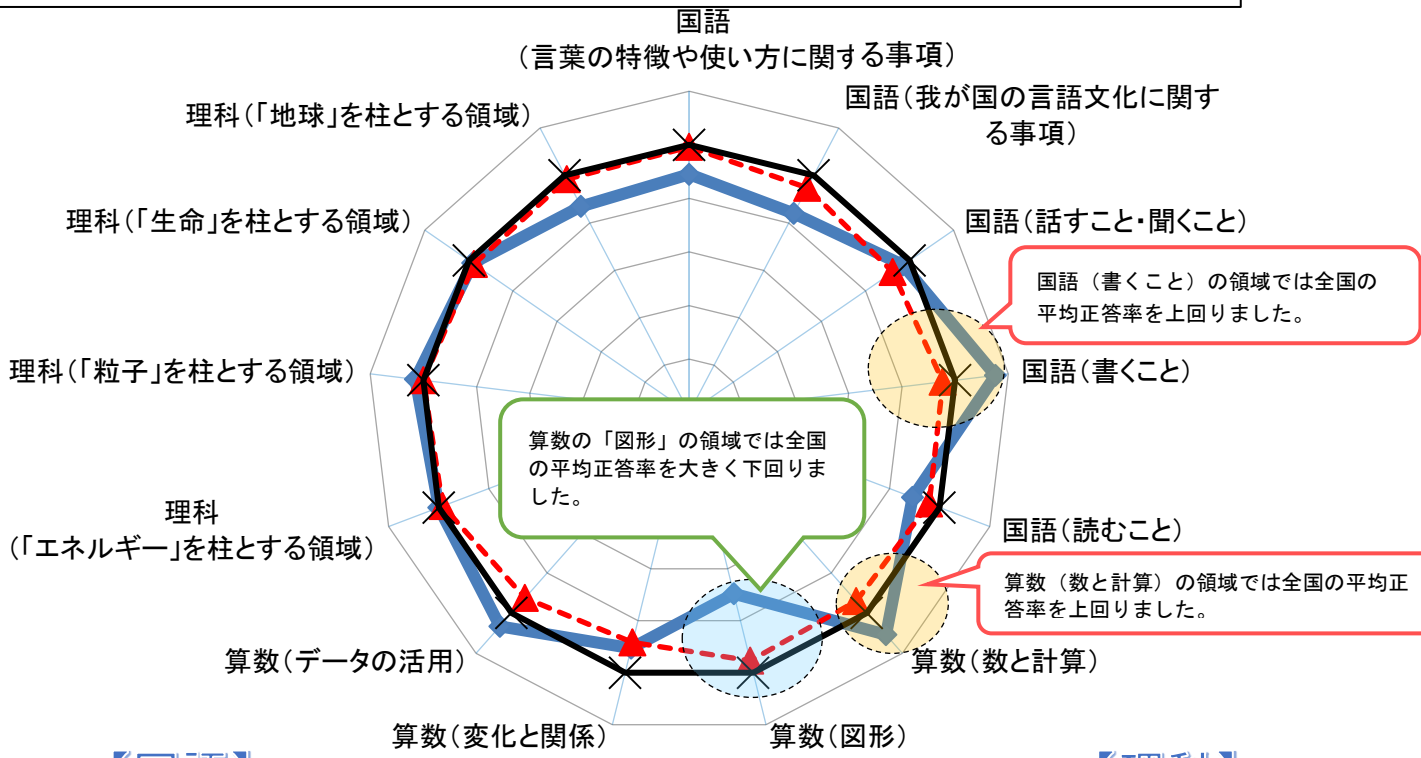 国語
（言葉の特徴や使い方に関する事項）
国語（我が国の言語文化に関す
る事項）
国語（話すこと・聞くこと）
国語（書くこと）
国語（読むこと）
算数（数と計算）
算数（図形）
算数（変化と関係）
算数（データの活用）
理科
（「エネルギー」を柱とする領域）
理科（「粒子」を柱とする領域）
理科（「生命」を柱とする領域）
理科（「地球」を柱とする領域）
国語（書くこと）の領域では全国の
平均正答率を上回りました。
算数の「図形」の領域では全国
の平均正答率を大きく下回りま
した。
算数（数と計算）の領域では全国の平均正
答率を上回りました。